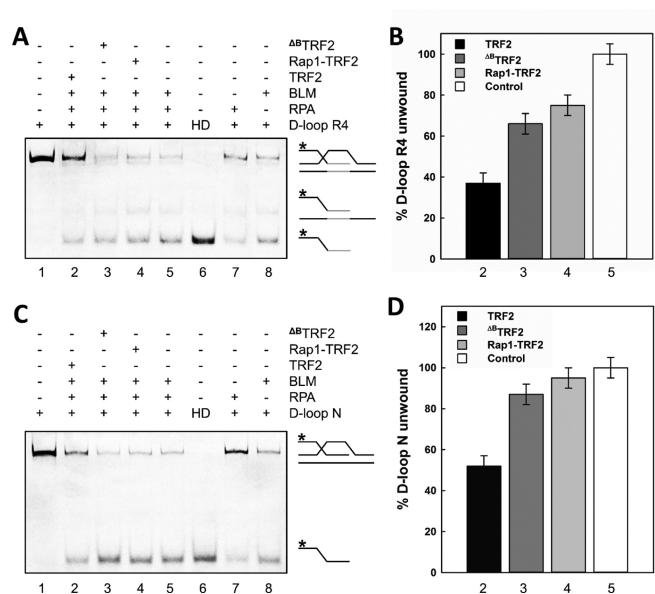 A
- - + - - - - - ΔBTRF2
- - - + - - - - Rap1-TRF2
- + - - - - - - TRF2
- + + + + - - + BLM
- + + + + - + - RPA
+ + + + + HD + + D-loop R4
*
*
*
1 2 3 4 5 6 7 8
B
TRF2
ΔBTRF2
Rap1-TRF2
Control
% D-loop R4 unwound
100
80
60
40
20
0
2 3 4 5
C
- - + - - - - - ΔBTRF2
- - - + - - - - Rap1-TRF2
- + - - - - - - TRF2
- + + + + - - + BLM
- + + + + - + - RPA
+ + + + + HD + + D-loop N
*
*
1 2 3 4 5 6 7 8
D
TRF2
ΔBTRF2
Rap1-TRF2
Control
% D-loop N unwound
120
100
80
60
40
20
0
2 3 4 5